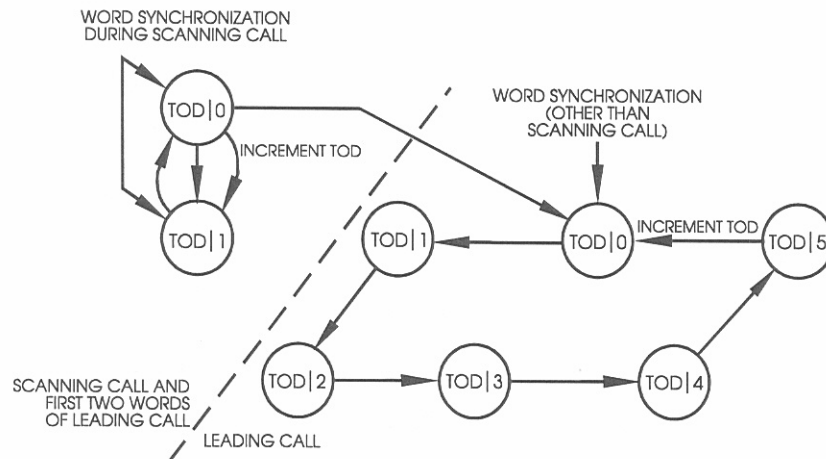 WORD SYNCHRONIZATION
DURING SCANNING CALL
TOD|0
INCREMENT TOD
TOD|1
WORD SYNCHRONIZATION
(OTHER THAN
SCANNING CALL)
TOD|1
TOD|0
INCREMENT TOD
TOD|5
TOD|2
TOD|3
TOD|4
SCANNING CALL AND
FIRST TWO WORDS
OF LEADING CALL
LEADING CALL